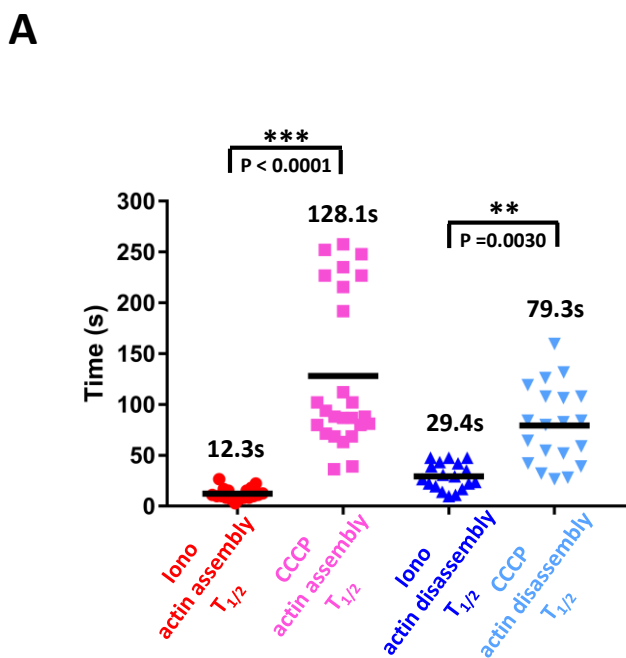 A
***
P < 0.0001
**
P =0.0030
300
250
200
150
100
50
0
Time (s)
12.3s
128.1s
29.4s
79.3s
Iono
actin assembly
T1/2
CCCP
actin assembly
T1/2
Iono
actin disassembly
T1/2
CCCP
actin disassembly
T1/2